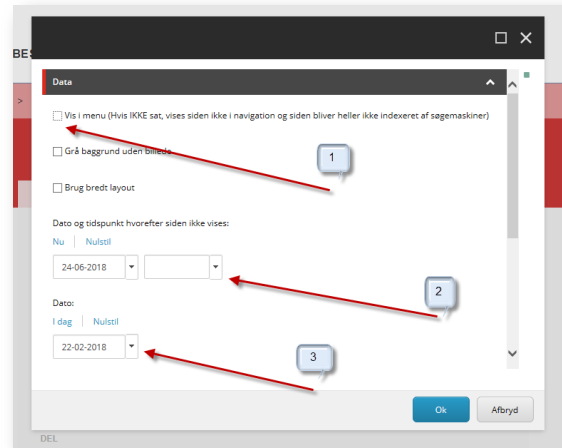 BES
Data
>
Vis i menu (Hvis IKKE sat, vises siden ikke i navigation og siden bliver heller ikke indexeret af søgemaskiner)
Grå baggrund uden billede
1
Brug bredt layout
Dato og tidspunkt hvorefter siden ikke vises:
Nu | Nulstil
24-06-2018
2
Dato:
I dag | Nulstil
22-02-2018
3
Ok Afbryd
DEL